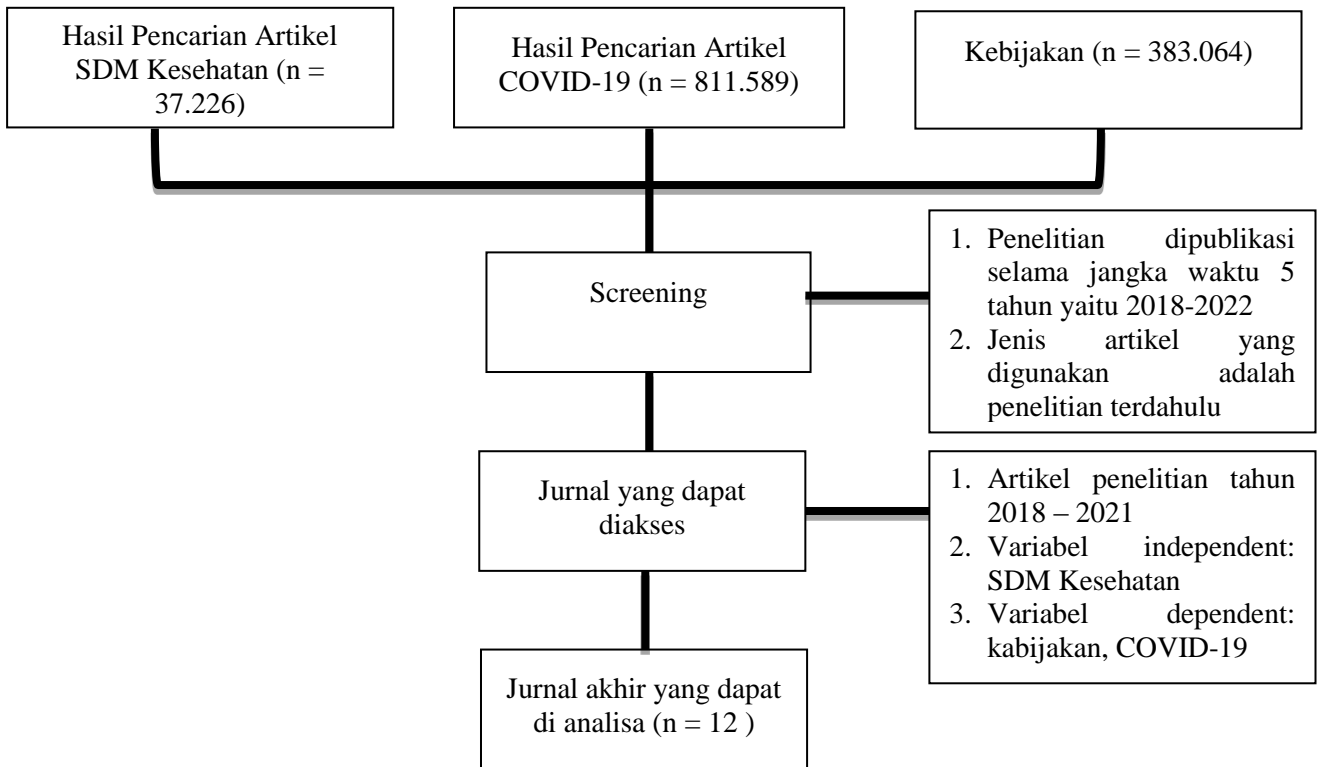 Hasil Pencarian Artikel
SDM Kesehatan (n =
37.226)
Hasil Pencarian Artikel
COVID-19 (n = 811.589)
Kebijakan (n = 383.064)
Screening
1. Penelitian dipublikasi
selama jangka waktu 5
tahun yaitu 2018-2022
2. Jenis artikel yang
digunakan adalah
penelitian terdahulu
Jurnal yang dapat
diakses
1. Artikel penelitian tahun
2018 – 2021
2. Variabel independent:
SDM Kesehatan
3. Variabel dependent:
kabijakan, COVID-19
Jurnal akhir yang dapat
di analisa (n = 12 )